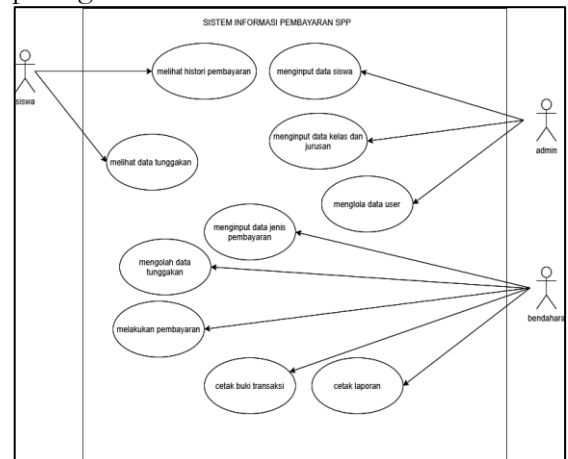 SISTEM INFORMASI PEMBAYARAN SPP
melihat histori pembayaran
menginput data siswa
siswa
menginput data kelas dan
jurusan
admin
melihat data tunggakan
menglola data user
menginput data jenis
pembayaran
mengolah data
tunggakan
bendahara
melakukan pembayaran
cetak buki transaksi
cetak laporan